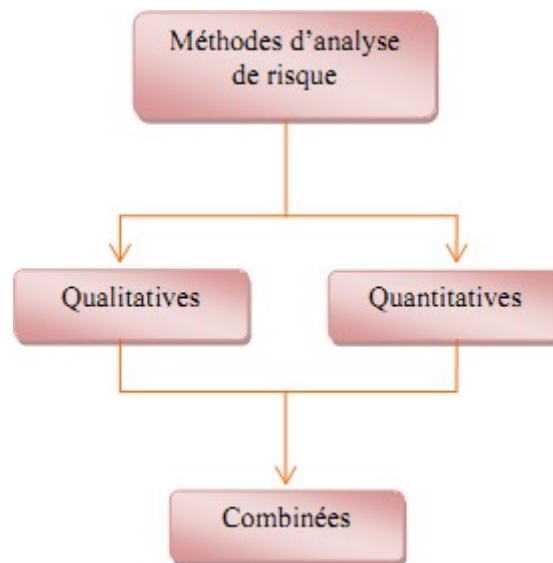 Méthodes d'analyse
de risque
Qualitatives
Quantitatives
Combinées